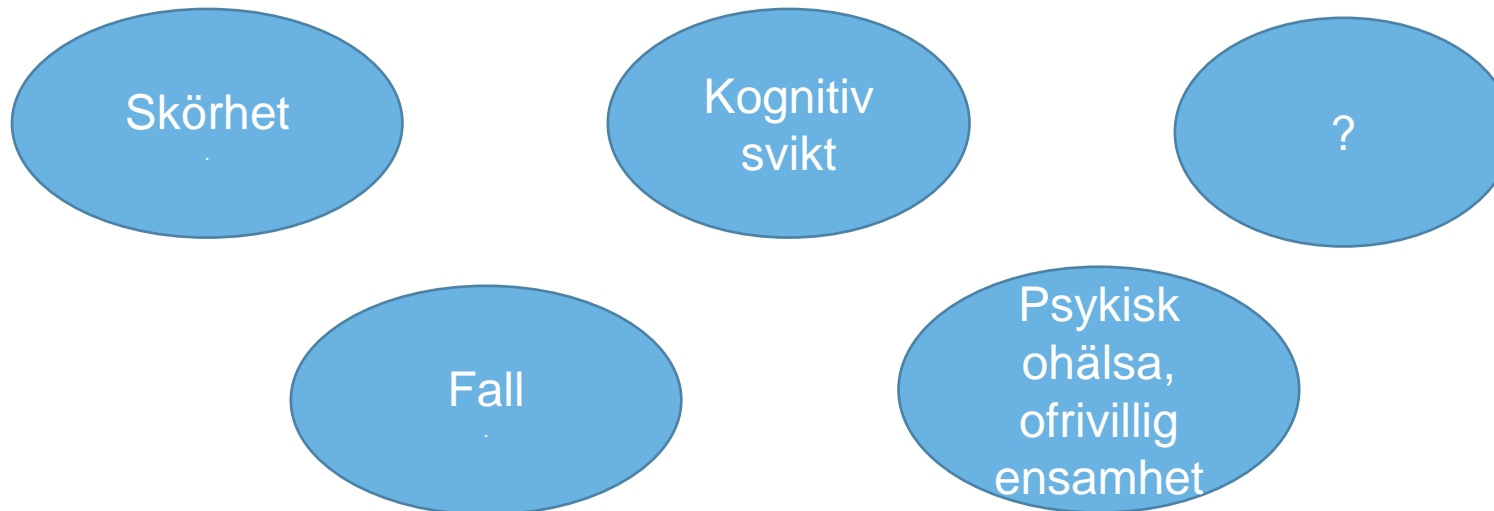 Skörhet
.
Kognitiv
svikt
?
Fall
.
Psykisk
ohälsa,
ofrivillig
ensamhet